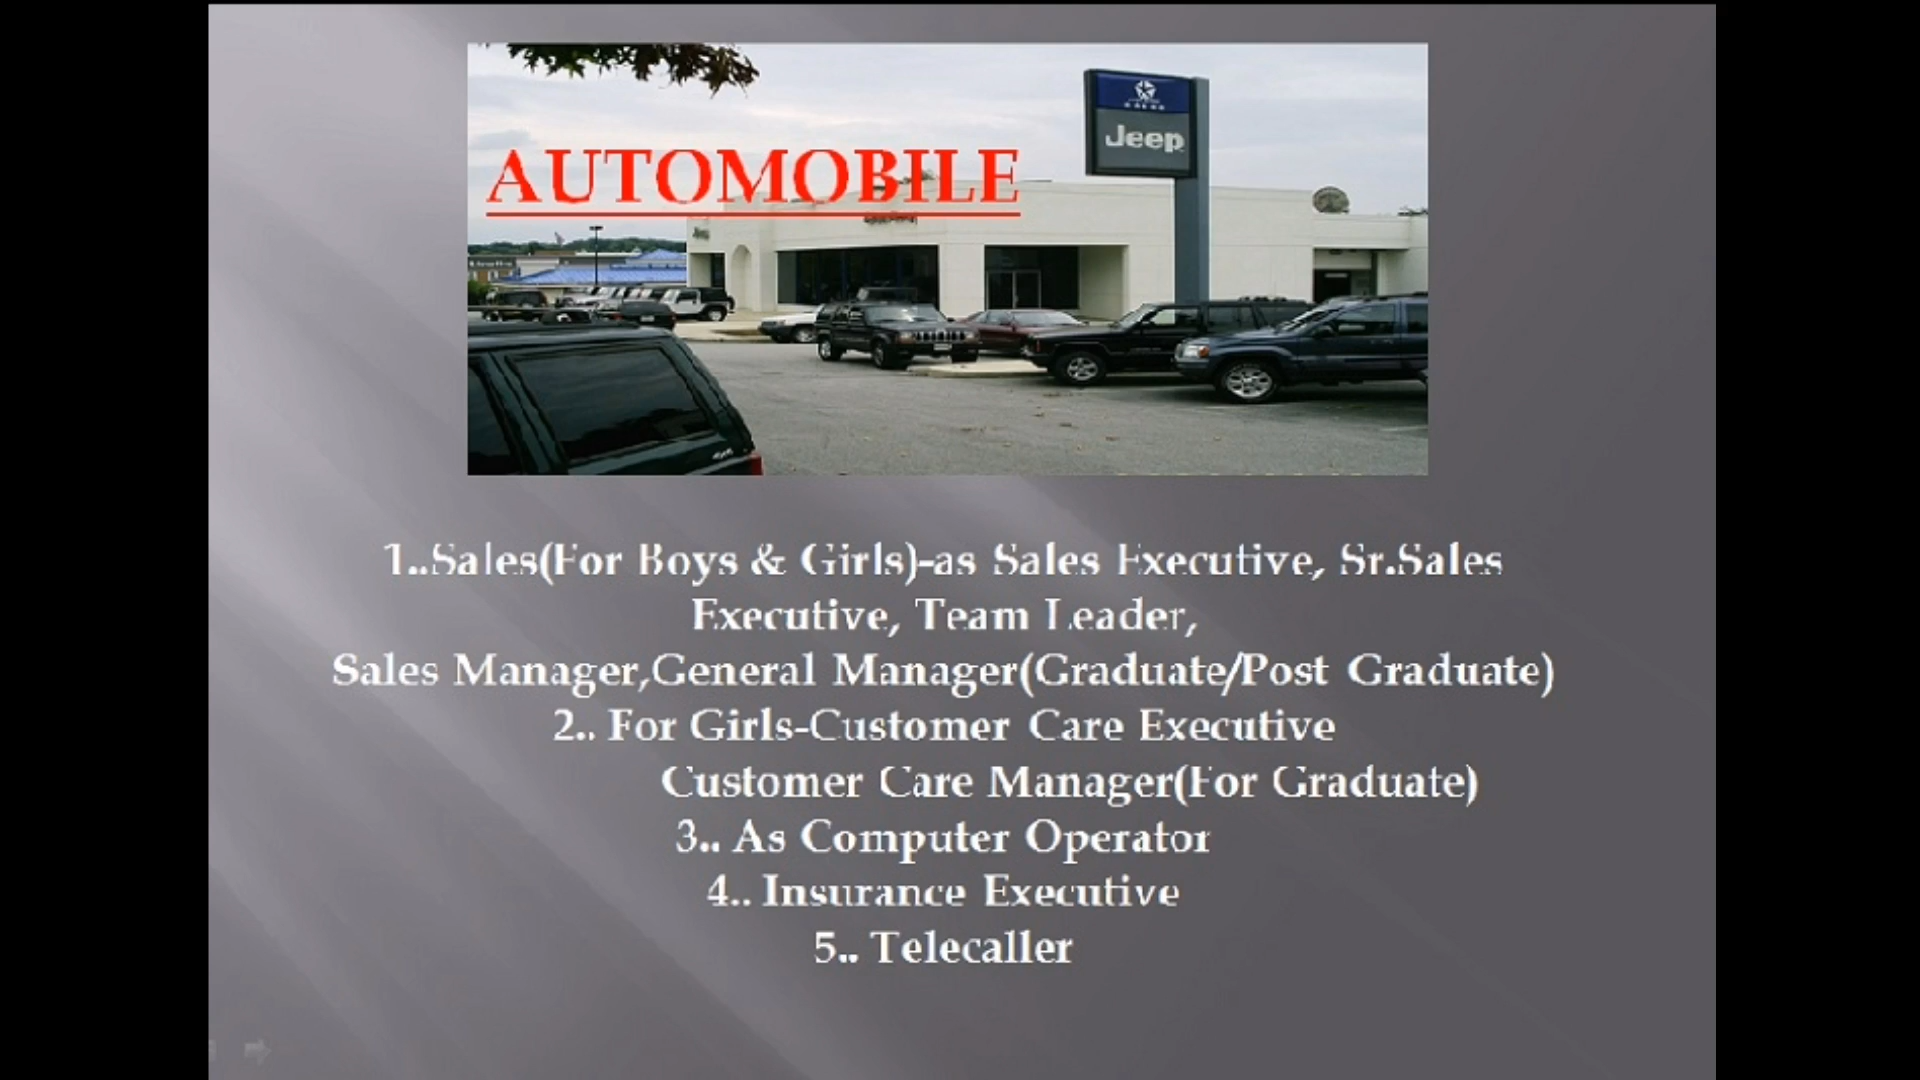 AUTOMOBILE
Jeep
1..Sales(For Boys & Girls)-as Sales Executive, Sr.Sales
Executive, Team Leader,
Sales Manager,General Manager(Graduate/Post Graduate)
2.. For Girls-Customer Care Executive
Customer Care Manager(For Graduate)
3.. As Computer Operator
4.. Insurance Executive
5.. Telecaller